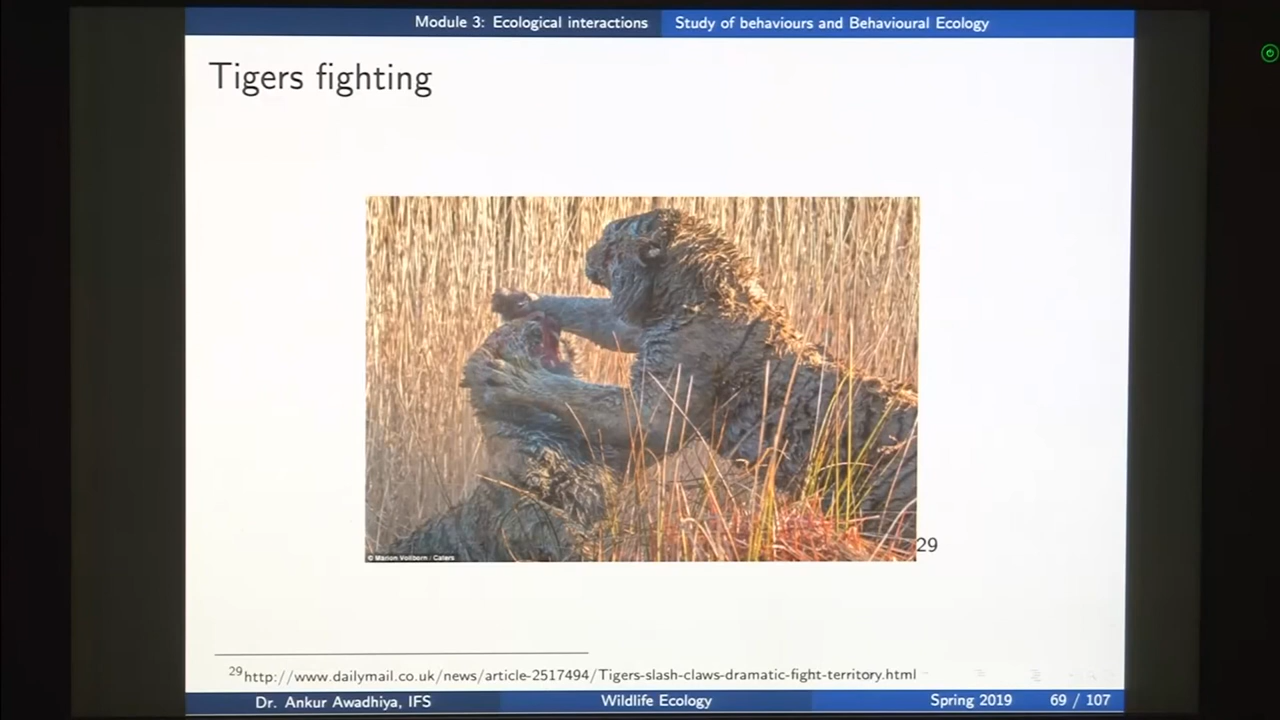 Module 3: Ecological interactions Study of behaviours and Behavioural Ecology
Tigers fighting
© Marion Vollborn / Caters
29
29http://www.dailymail.co.uk/news/article-2517494/Tigers-slash-claws-dramatic-fight-territory.html
Dr. Ankur Awadhiya, IFS Wildlife Ecology Spring 2019 69 / 107